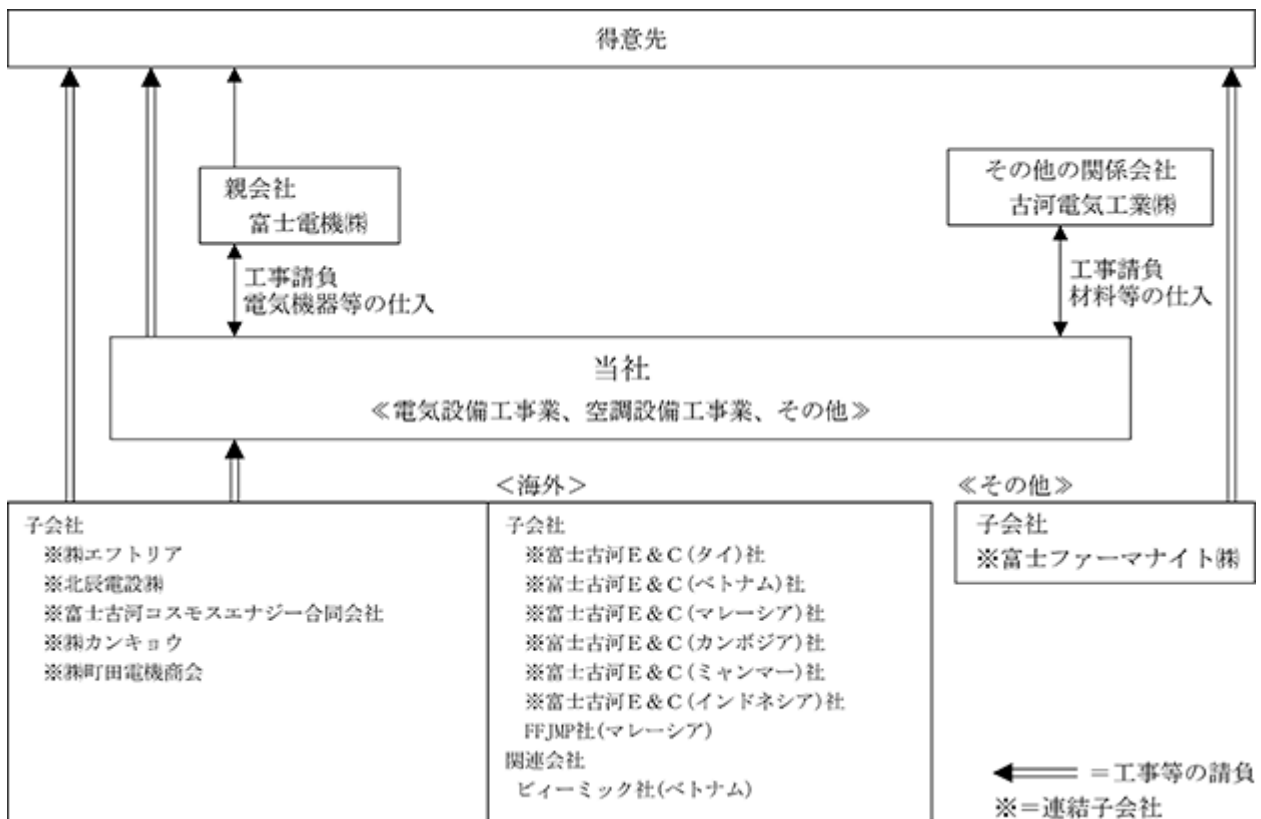 得意先
親会社
富士電機㈱
その他の関係会社
古河電気工業㈱
工事請負
電気機器等の仕入
工事請負
材料等の仕入
当社
≪電気設備工事業、空調設備工事業、その他≫
子会社
※㈱エフトリア
※北辰電設㈱
※富士古河コスモスエナジー合同会社
※㈱カンキョウ
※㈱町田電機商会
＜海外＞
子会社
※富士古河E＆C(タイ)社
※富士古河E＆C(ベトナム)社
※富士古河E＆C(マレーシア)社
※富士古河E＆C(カンボジア)社
※富士古河E＆C(ミャンマー)社
※富士古河E＆C(インドネシア)社
FFJMP社(マレーシア)
関連会社
ビィーミック社(ベトナム)
≪その他≫
子会社
※富士ファーマナイト㈱
＝工事等の請負
※＝連結子会社